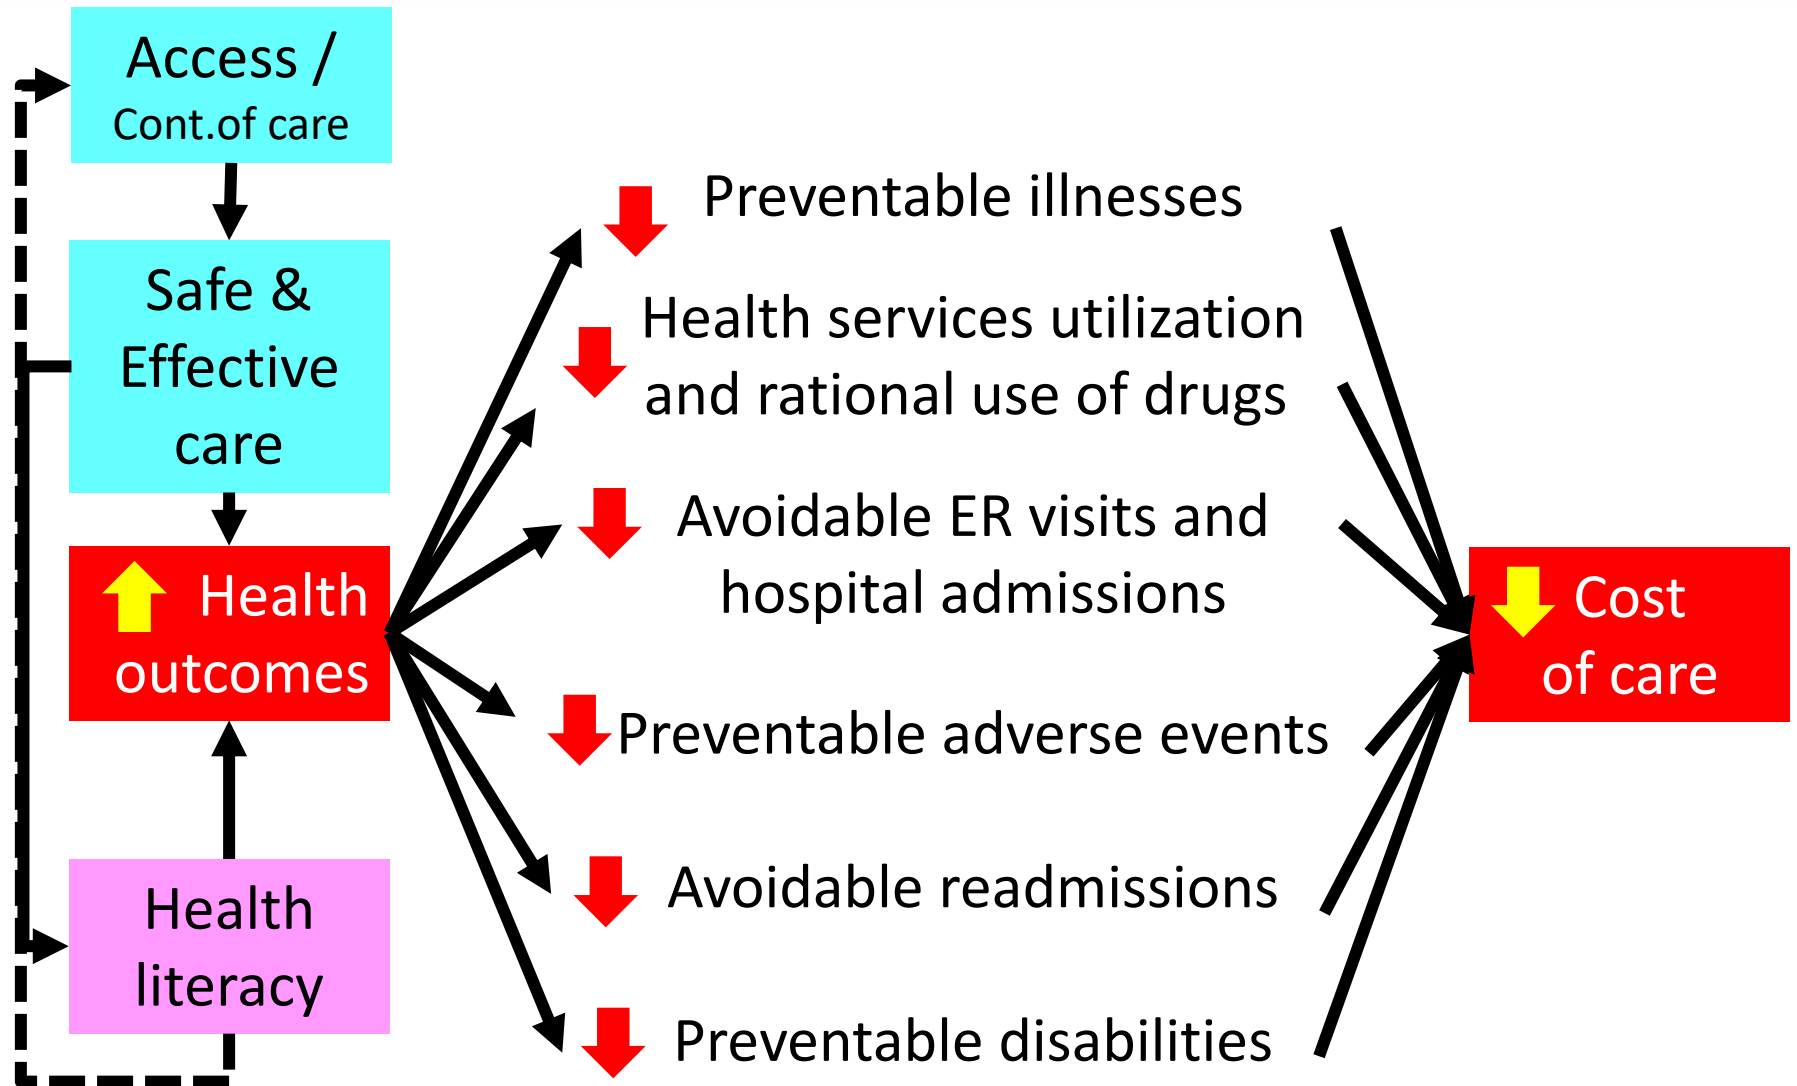 Access /
Cont.of care
Safe &
Effective
care
Health
outcomes
Health
literacy
Preventable illnesses
Health services utilization
and rational use of drugs
Avoidable ER visits and
hospital admissions
Preventable adverse events
Avoidable readmissions
Preventable disabilities
Cost
of care